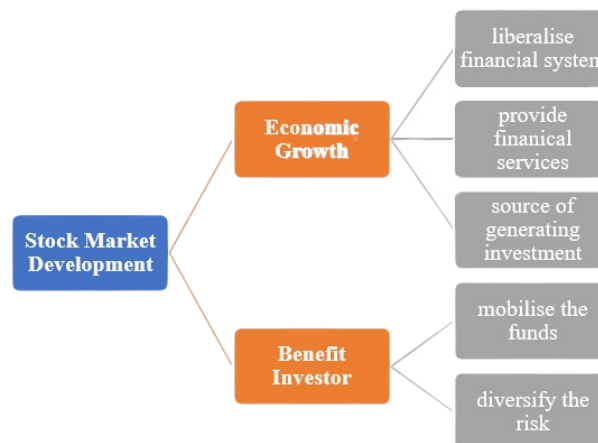 liberalise
financial system
Economic
Growth
provide
finanical
services
source of
generating
investment
Stock Market
Development
mobilise the
funds
Benefit
Investor
diversify the
risk